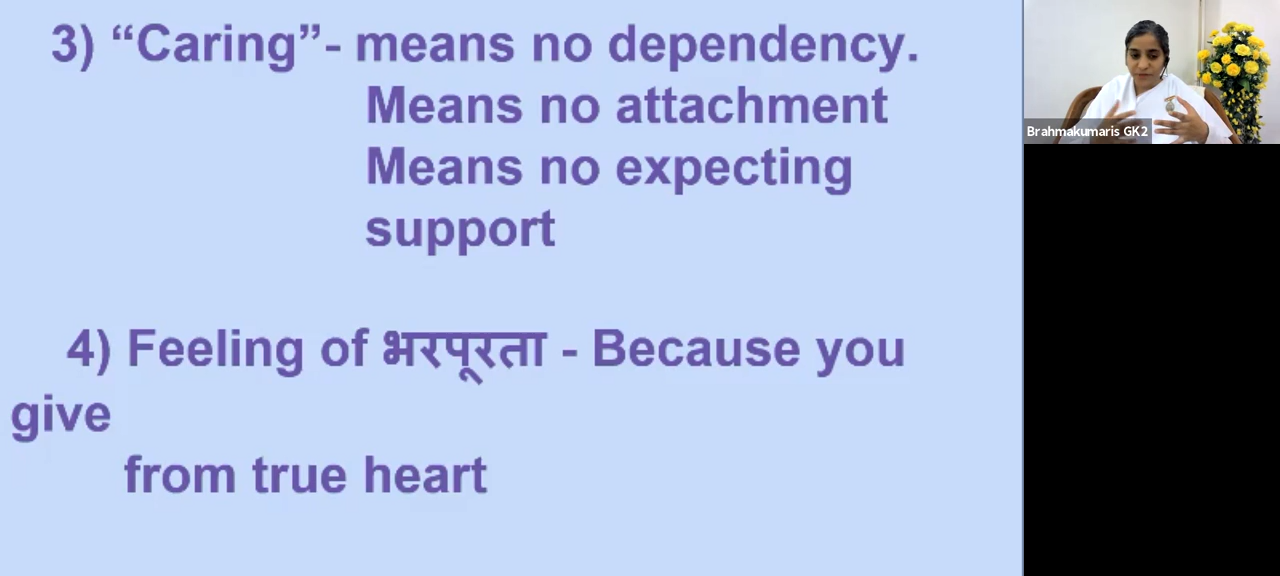 3) “Caring”- means no dependency.
Means no attachment
Means no expecting
support
4) Feeling of भरपूरता - Because you
give
from true heart
Brahmakumaris GK2